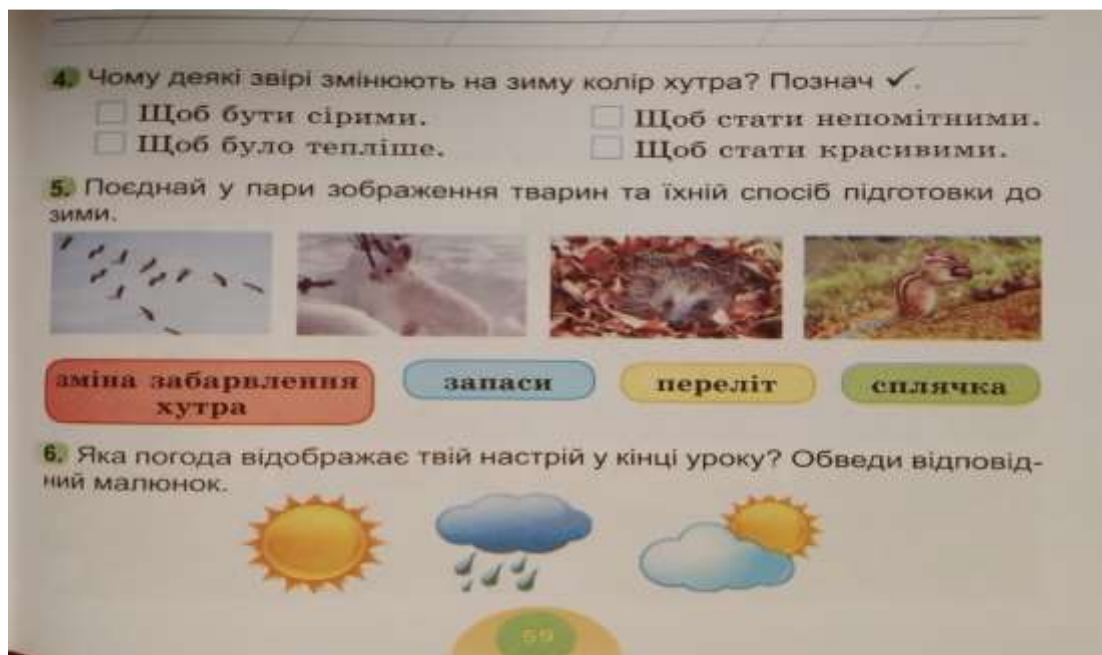 4. Чому деякі звірі змінюють на зиму колір хутра? Познач ✓.
Щоб бути сірими. Щоб стати непомітними.
Щоб було тепліше. Щоб стати красивими.
5. Поєднай у пари зображення тварин та їхній спосіб підготовки до
зими.
зміна забарвлення
хутра
запаси
переліт
сплячка
6. Яка погода відображає твій настрій у кінці уроку? Обведи відповід-
ний малюнок.
59